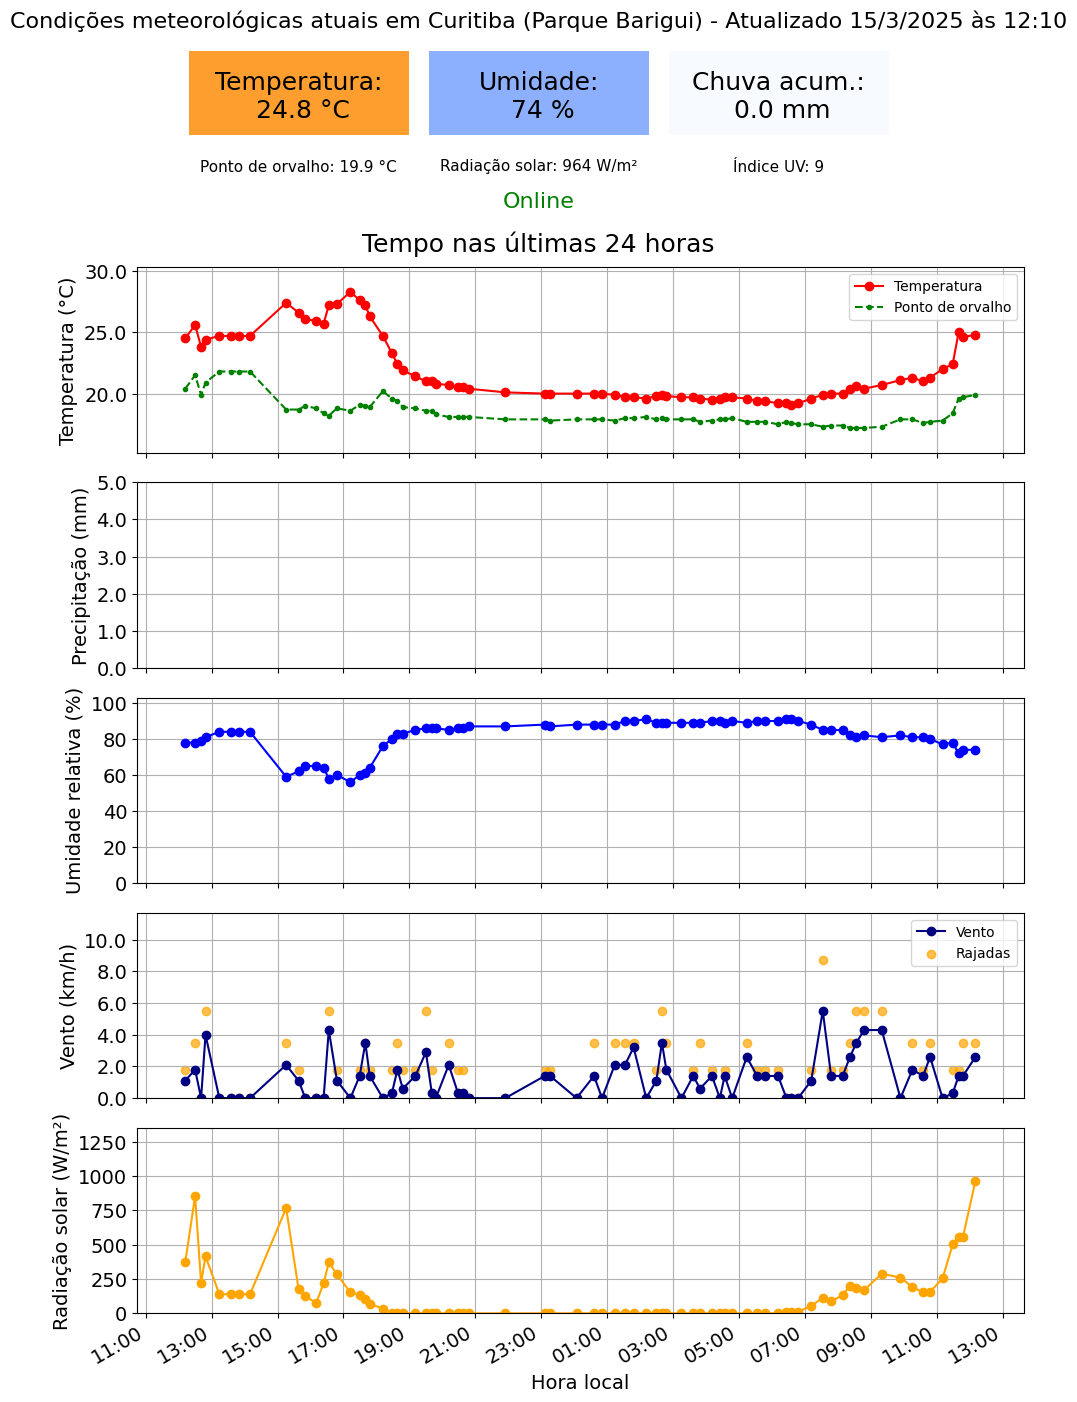 Condições meteorológicas atuais em Curitiba (Parque Barigui) - Atualizado 15/3/2025 às 12:10
Temperatura:
24.8 °C
Umidade:
74 %
Chuva acum.:
0.0 mm
Ponto de orvalho: 19.9 °C
Radiação solar: 964 W/m²
Índice UV: 9
Online
Tempo nas últimas 24 horas
Temperatura (°C)
30.0
25.0
20.0
Temperatura
Ponto de orvalho
Precipitação (mm)
5.0
4.0
3.0
2.0
1.0
0.0
Umidade relativa (%)
100
80
60
40
20
0
Vento (km/h)
10.0
8.0
6.0
4.0
2.0
0.0
Vento
Rajadas
Radiação solar (W/m²)
1250
1000
750
500
250
0
11:00
13:00
15:00
17:00
19:00
21:00
23:00
01:00
03:00
05:00
07:00
09:00
11:00
13:00
Hora local